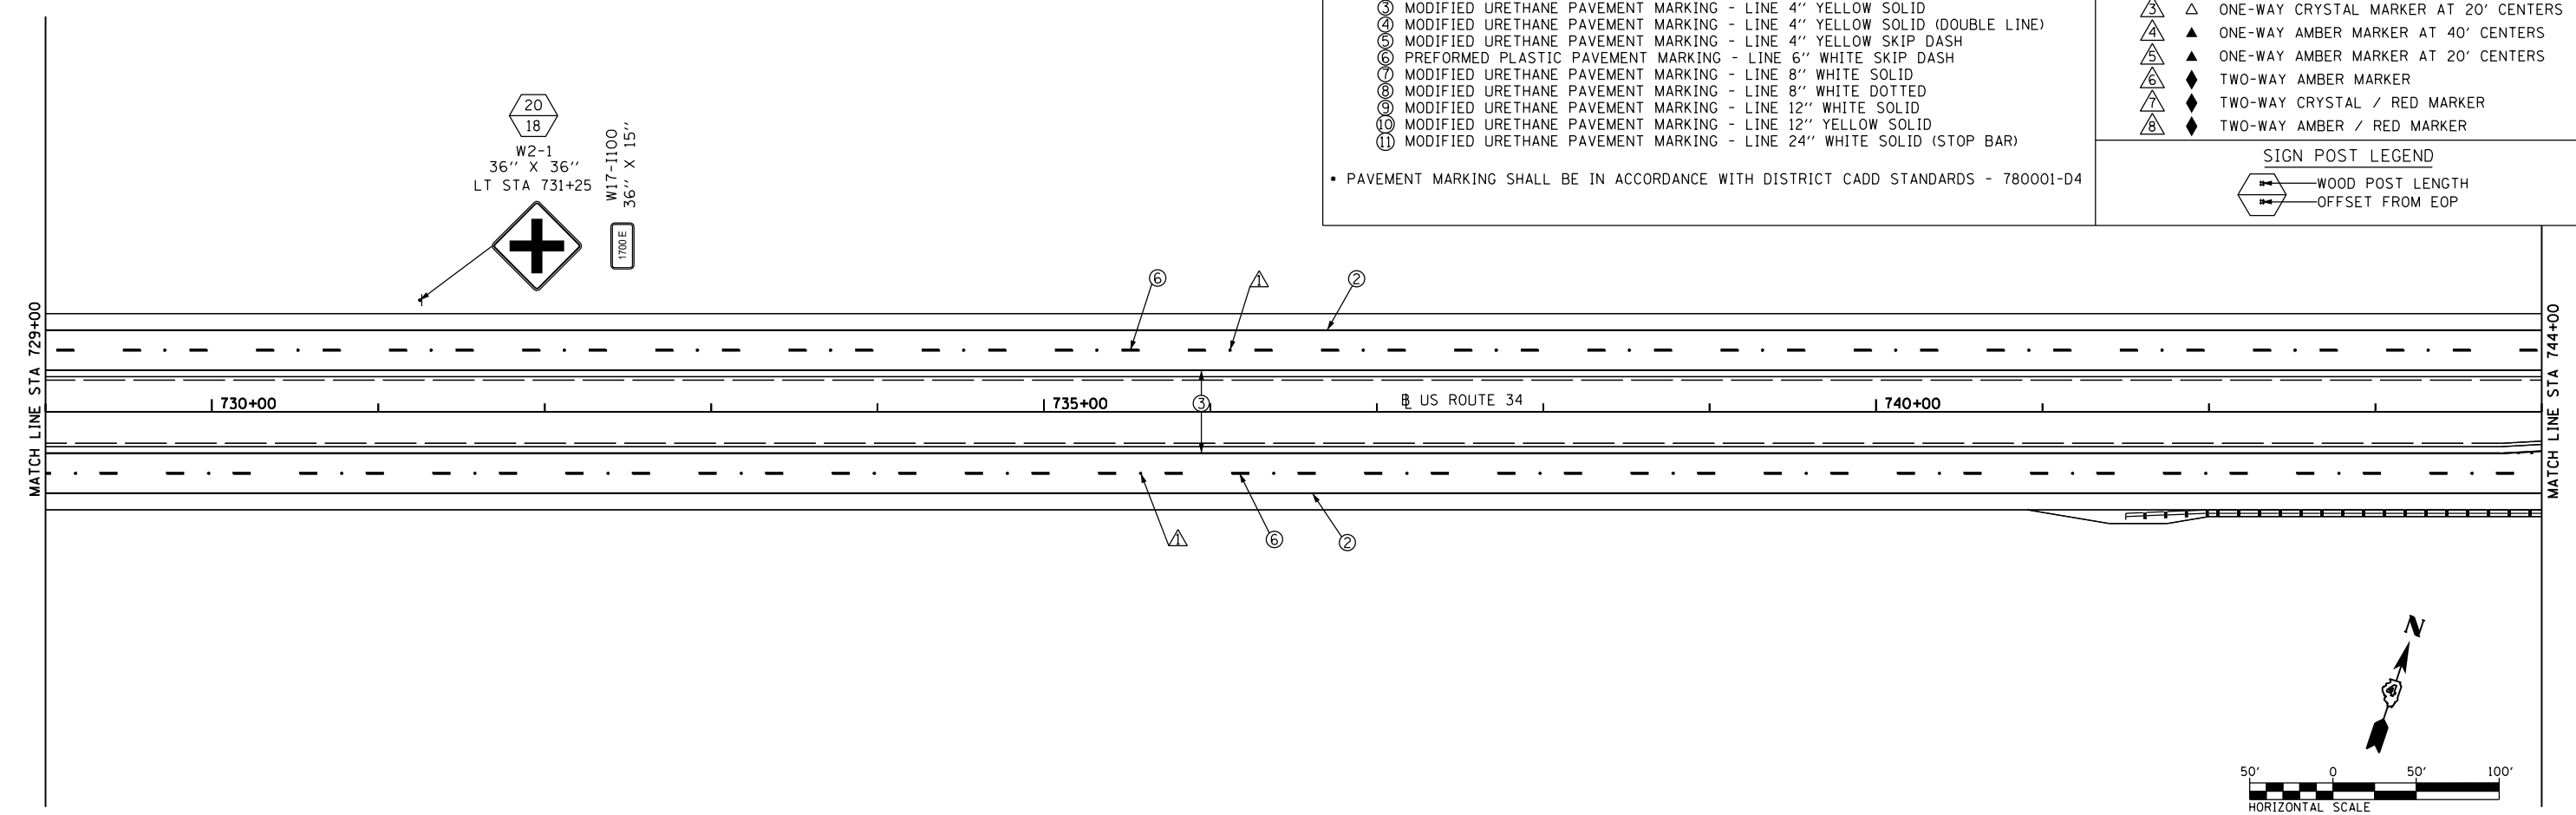 ③ MODIFIED URETHANE PAVEMENT MARKING - LINE 4'' YELLOW SOLID
④ MODIFIED URETHANE PAVEMENT MARKING - LINE 4'' YELLOW SOLID (DOUBLE LINE)
⑤ MODIFIED URETHANE PAVEMENT MARKING - LINE 4'' YELLOW SKIP DASH
⑥ PREFORMED PLASTIC PAVEMENT MARKING - LINE 6'' WHITE SKIP DASH
⑦ MODIFIED URETHANE PAVEMENT MARKING - LINE 8'' WHITE SOLID
⑧ MODIFIED URETHANE PAVEMENT MARKING - LINE 8'' WHITE DOTTED
⑨ MODIFIED URETHANE PAVEMENT MARKING - LINE 12'' WHITE SOLID
⑩ MODIFIED URETHANE PAVEMENT MARKING - LINE 12'' YELLOW SOLID
⑪ MODIFIED URETHANE PAVEMENT MARKING - LINE 24'' WHITE SOLID (STOP BAR)
• PAVEMENT MARKING SHALL BE IN ACCORDANCE WITH DISTRICT CADD STANDARDS - 780001-D4
3 △ ONE-WAY CRYSTAL MARKER AT 20' CENTERS
4 ▲ ONE-WAY AMBER MARKER AT 40' CENTERS
5 ▲ ONE-WAY AMBER MARKER AT 20' CENTERS
6 ♦ TWO-WAY AMBER MARKER
7 ♦ TWO-WAY CRYSTAL / RED MARKER
8 ♦ TWO-WAY AMBER / RED MARKER
SIGN POST LEGEND
WOOD POST LENGTH
OFFSET FROM EOP
20
18
W2-1
36'' X 36''
LT STA 731+25
W17-I100
36'' X 15''
1700 E
⑥
1
②
MATCH LINE STA 729+00
730+00
735+00
③
℄ US ROUTE 34
740+00
MATCH LINE STA 744+00
1
⑥
②
N
4
50' 0 50' 100'
HORIZONTAL SCALE